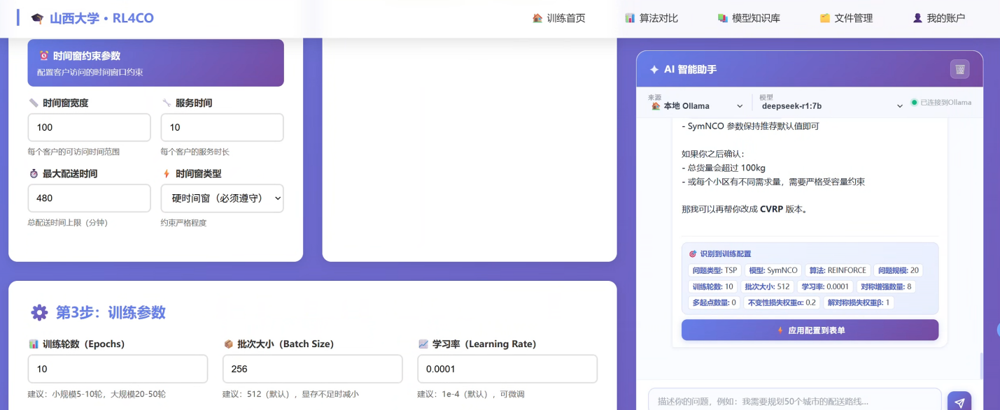 山西大学 • RL4CO
训练首页
算法对比
模型知识库
文件管理
我的账户
时间窗约束参数
配置客户访问的时间窗口约束
时间窗宽度
服务时间
100
10
每个客户的可访问时间范围
每个客户的服务时长
最大配送时间
时间窗类型
480
硬时间窗（必须遵守）
总配送时间上限（分钟）
约束严格程度
第3步：训练参数
训练轮数（Epochs）
批次大小（Batch Size）
学习率（Learning Rate）
10
256
0.0001
建议：小规模5-10轮，大规模20-50轮
建议：512（默认），显存不足时减小
建议：1e-4（默认），可微调
AI 智能助手
来源
本地 Ollama
模型
deepseek-r1:7b
已连接到Ollama
- SymNCO 参数保持推荐默认值即可
如果你之后确认：
- 总货量会超过 100kg
- 或每个小区有不同需求量，需要严格受容量约束
那我可以再帮你改成 CVRP 版本。
识别到训练配置
问题类型: TSP
模型: SymNCO
算法: REINFORCE
问题规模: 20
训练轮数: 10
批次大小: 512
学习率: 0.0001
对称增强数量: 8
多起点数量: 0
不变性损失权重α: 0.2
解对称损失权重β: 1
应用配置到表单
描述你的问题，例如：我需要规划50个城市的配送路线...